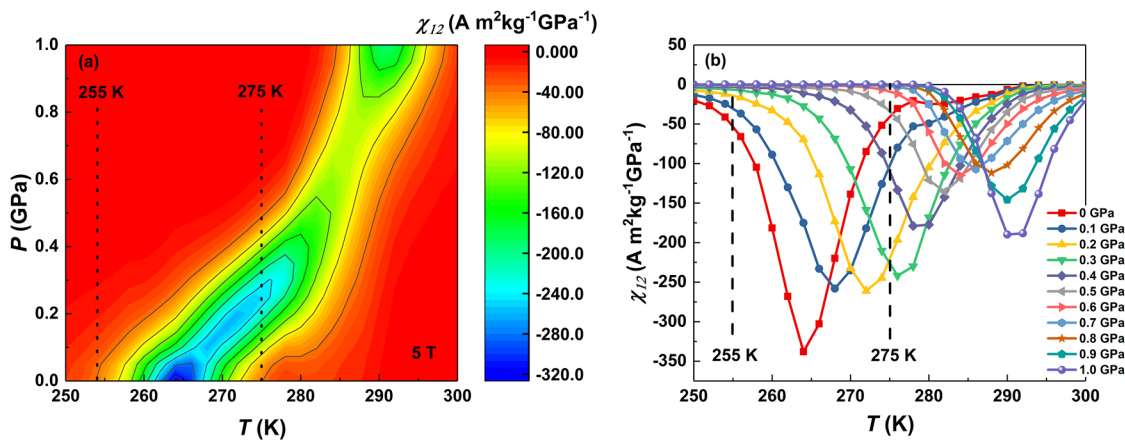 χ12 (A m2kg-1GPa-1)
(a)
255 K
275 K
5 T
1.0
0.8
0.6
0.4
0.2
0.0
P (GPa)
250
260
270
280
290
300
T (K)
0.000
-40.00
-80.00
-120.0
-160.0
-200.0
-240.0
-280.0
-320.0
(b)
50
0
-50
-100
-150
-200
-250
-300
-350
χ12 (A m2kg-1GPa-1)
255 K
275 K
0 GPa
0.1 GPa
0.2 GPa
0.3 GPa
0.4 GPa
0.5 GPa
0.6 GPa
0.7 GPa
0.8 GPa
0.9 GPa
1.0 GPa
250
260
270
280
290
300
T (K)